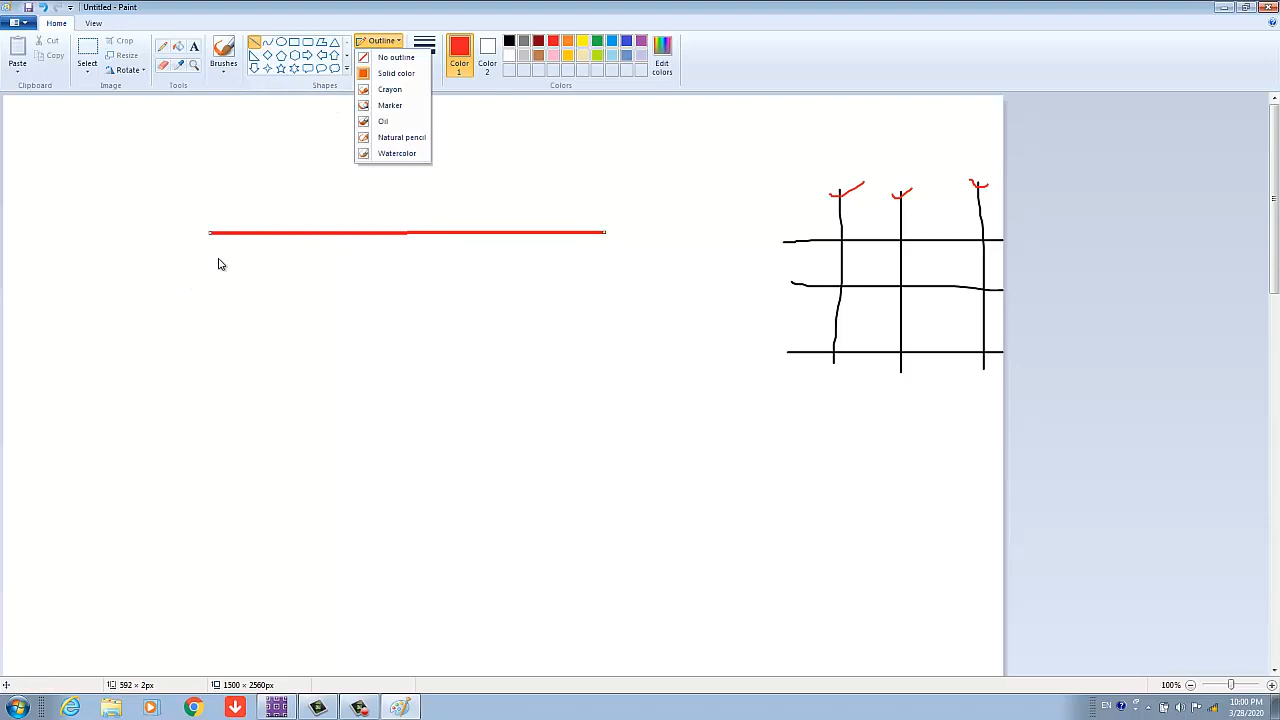 Untitled - Paint
Home
View
Paste
Cut
Copy
Clipboard
Select
Crop
Resize
Rotate
Image
A
Tools
Brushes
Shapes
Outline
No outline
Solid color
Crayon
Marker
Oil
Natural pencil
Watercolor
Color
1
Color
2
Edit
colors
Colors
592 × 2px
1500 × 2560px
100%
EN
10:00 PM
3/28/2020